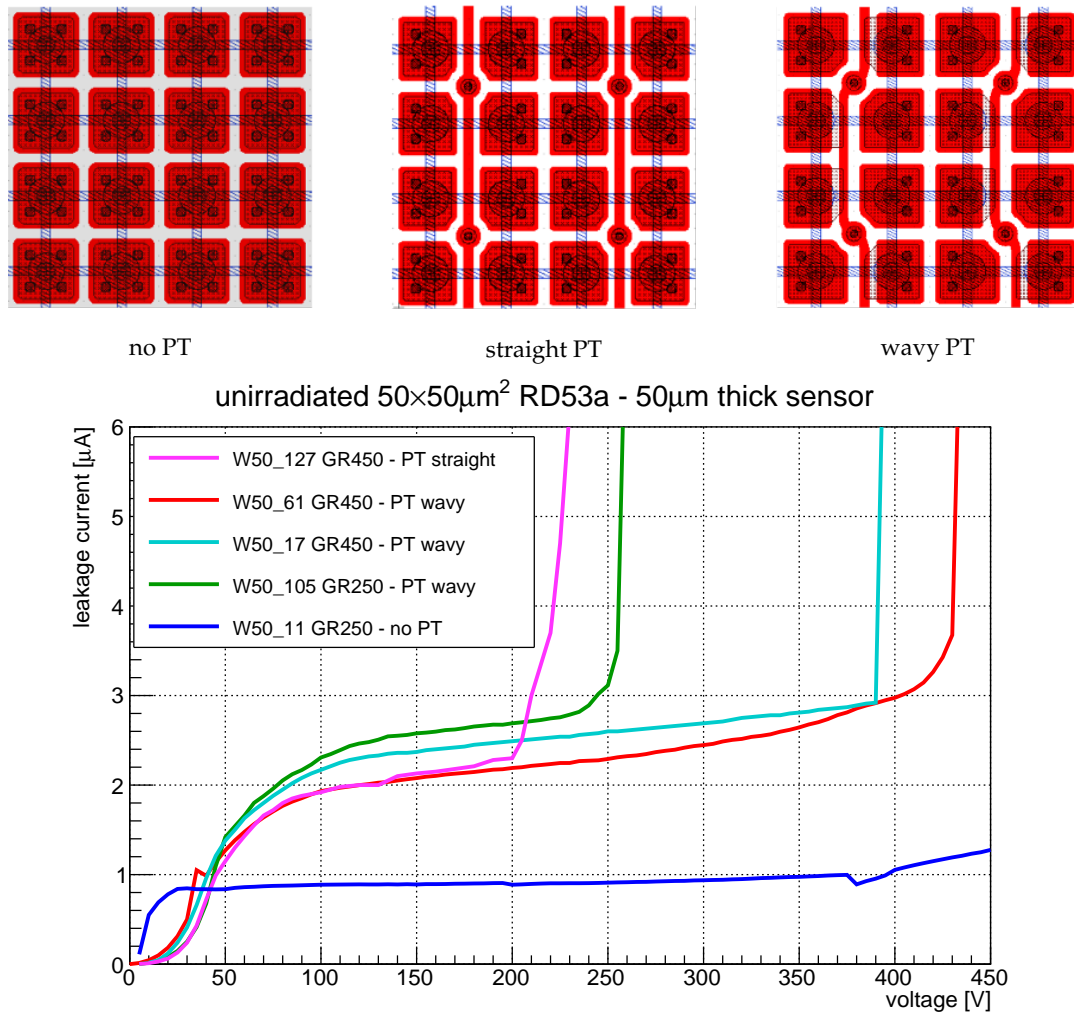 no PT
straight PT
wavy PT
unirradiated 50×50μm² RD53a - 50μm thick sensor
leakage current [μA]
6
5
4
3
2
1
0
W50_127 GR450 - PT straight
W50_61 GR450 - PT wavy
W50_17 GR450 - PT wavy
W50_105 GR250 - PT wavy
W50_11 GR250 - no PT
0 50 100 150 200 250 300 350 400 450
voltage [V]